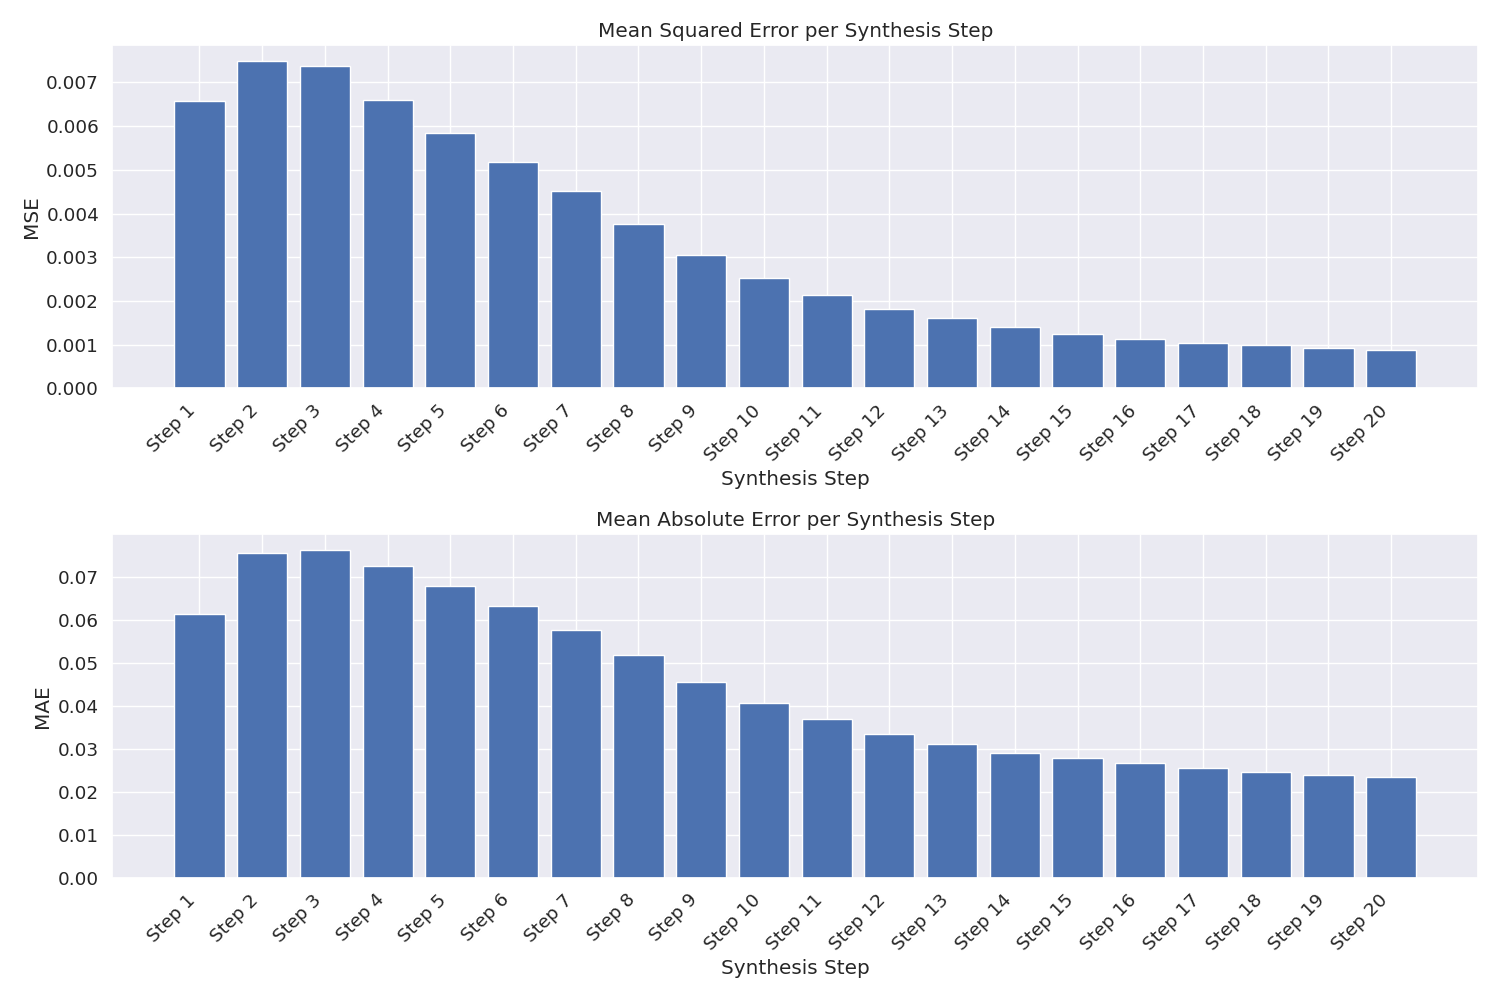 Mean Squared Error per Synthesis Step
MSE
0.007
0.006
0.005
0.004
0.003
0.002
0.001
0.000
Step 1
Step 2
Step 3
Step 4
Step 5
Step 6
Step 7
Step 8
Step 9
Step 10
Step 11
Step 12
Step 13
Step 14
Step 15
Step 16
Step 17
Step 18
Step 19
Step 20
Synthesis Step
Mean Absolute Error per Synthesis Step
MAE
0.07
0.06
0.05
0.04
0.03
0.02
0.01
0.00
Step 1
Step 2
Step 3
Step 4
Step 5
Step 6
Step 7
Step 8
Step 9
Step 10
Step 11
Step 12
Step 13
Step 14
Step 15
Step 16
Step 17
Step 18
Step 19
Step 20
Synthesis Step